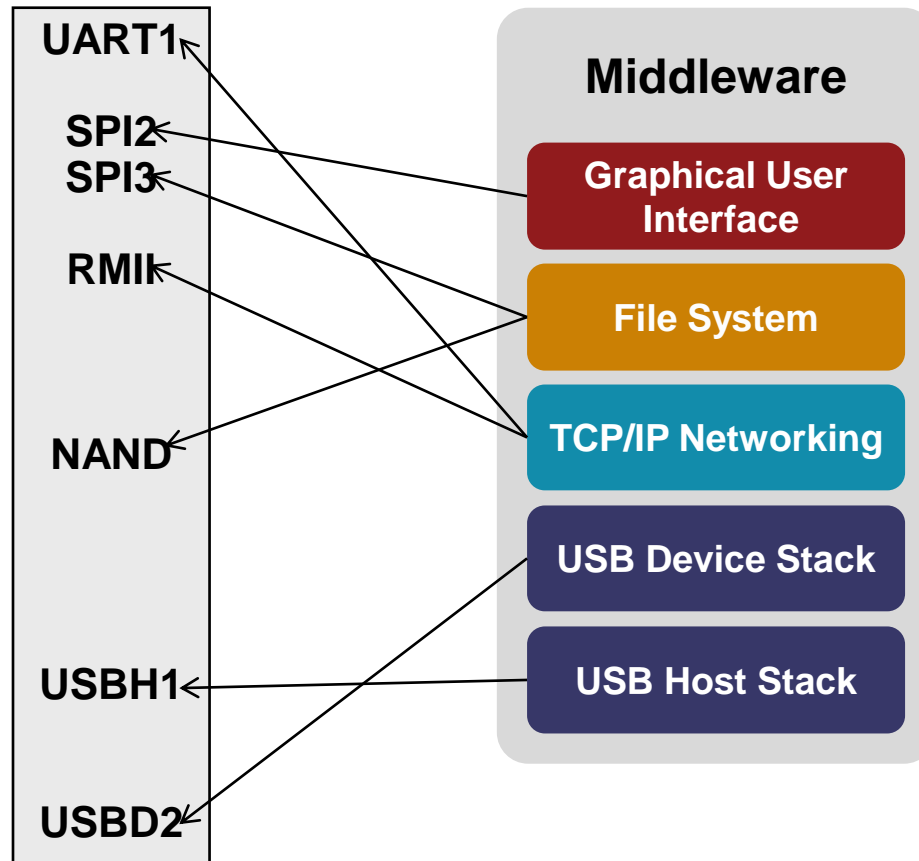 UART1
SPI2
SPI3
RMII
NAND
USBH1
USBD2
Middleware
Graphical User
Interface
File System
TCP/IP Networking
USB Device Stack
USB Host Stack